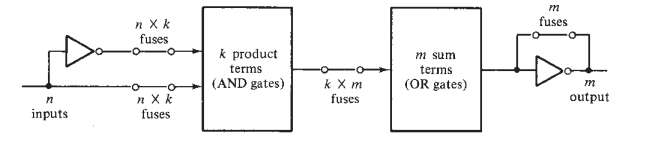 n × k
fuses
n
inputs
n × k
fuses
k product
terms
(AND gates)
k × m
fuses
m sum
terms
(OR gates)
m
fuses
m
output